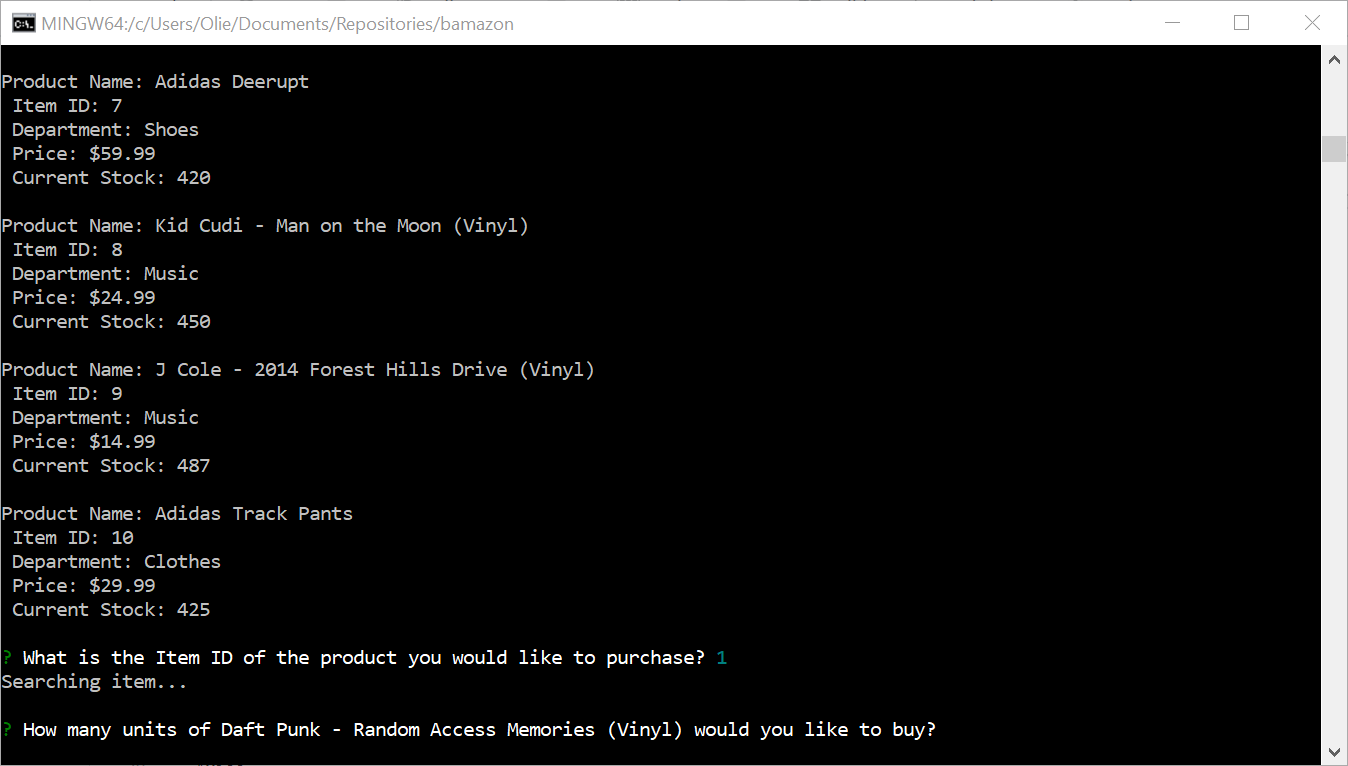 MINGW64:/c/Users/Olie/Documents/Repositories/bamazon
Product Name: Adidas Deerupt
Item ID: 7
Department: Shoes
Price: $59.99
Current Stock: 420
Product Name: Kid Cudi - Man on the Moon (Vinyl)
Item ID: 8
Department: Music
Price: $24.99
Current Stock: 450
Product Name: J Cole - 2014 Forest Hills Drive (Vinyl)
Item ID: 9
Department: Music
Price: $14.99
Current Stock: 487
Product Name: Adidas Track Pants
Item ID: 10
Department: Clothes
Price: $29.99
Current Stock: 425
? What is the Item ID of the product you would like to purchase? 1
Searching item...
? How many units of Daft Punk - Random Access Memories (Vinyl) would you like to buy?